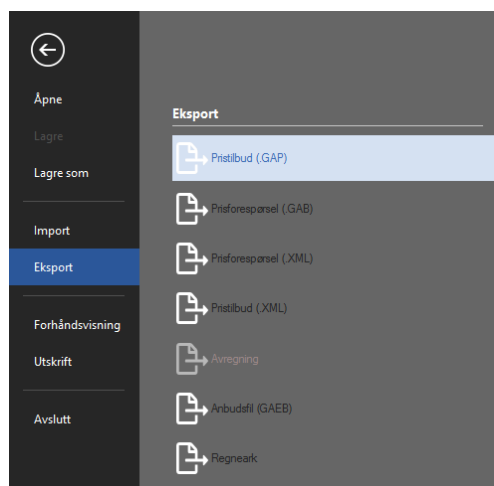 Åpne
Lagre
Lagre som
Import
Eksport
Forhåndsvisning
Utskrift
Avslutt
Eksport
Pristilbud (.GAP)
Prisforespørsel (.GAB)
Prisforespørsel (.XML)
Pristilbud (.XML)
Avregning
Anbudsfil (GAEB)
Regneark